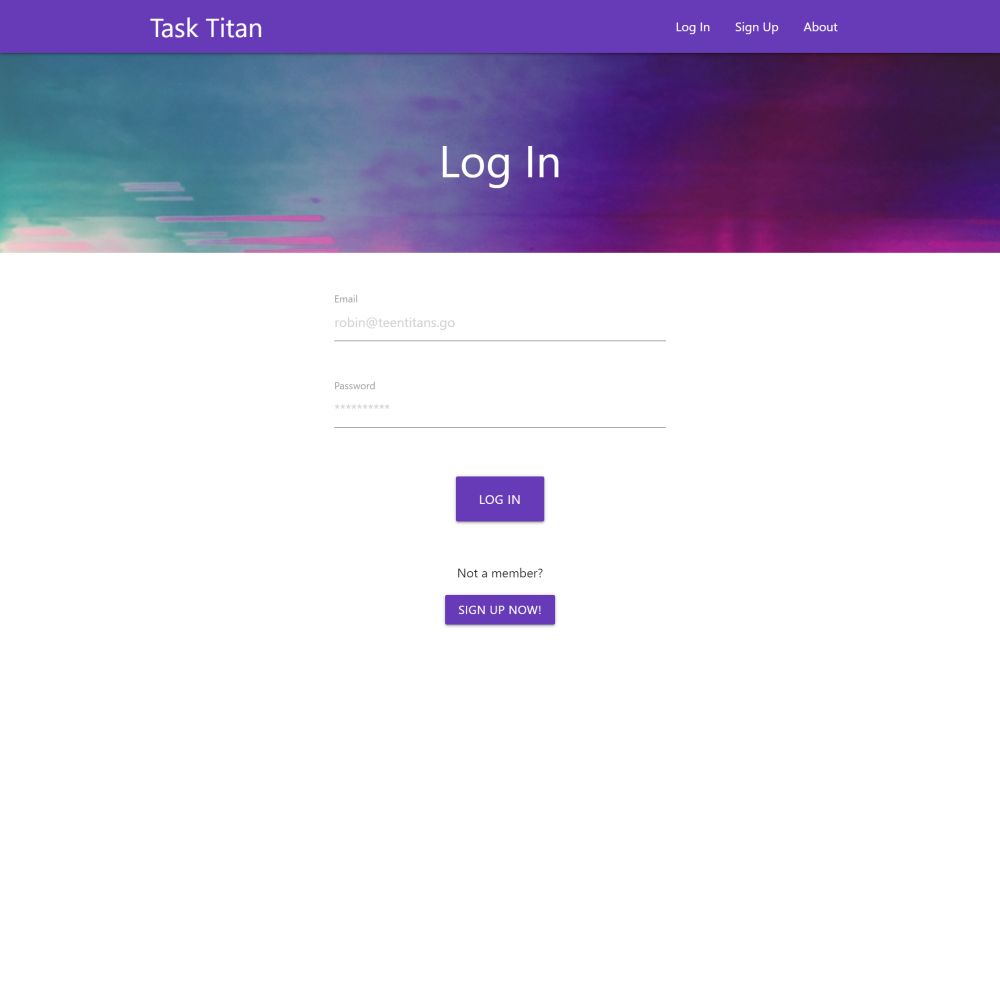 Task Titan
Log In Sign Up About
Log In
Email
robin@teentitans.go
Password
**********
LOG IN
Not a member?
SIGN UP NOW!